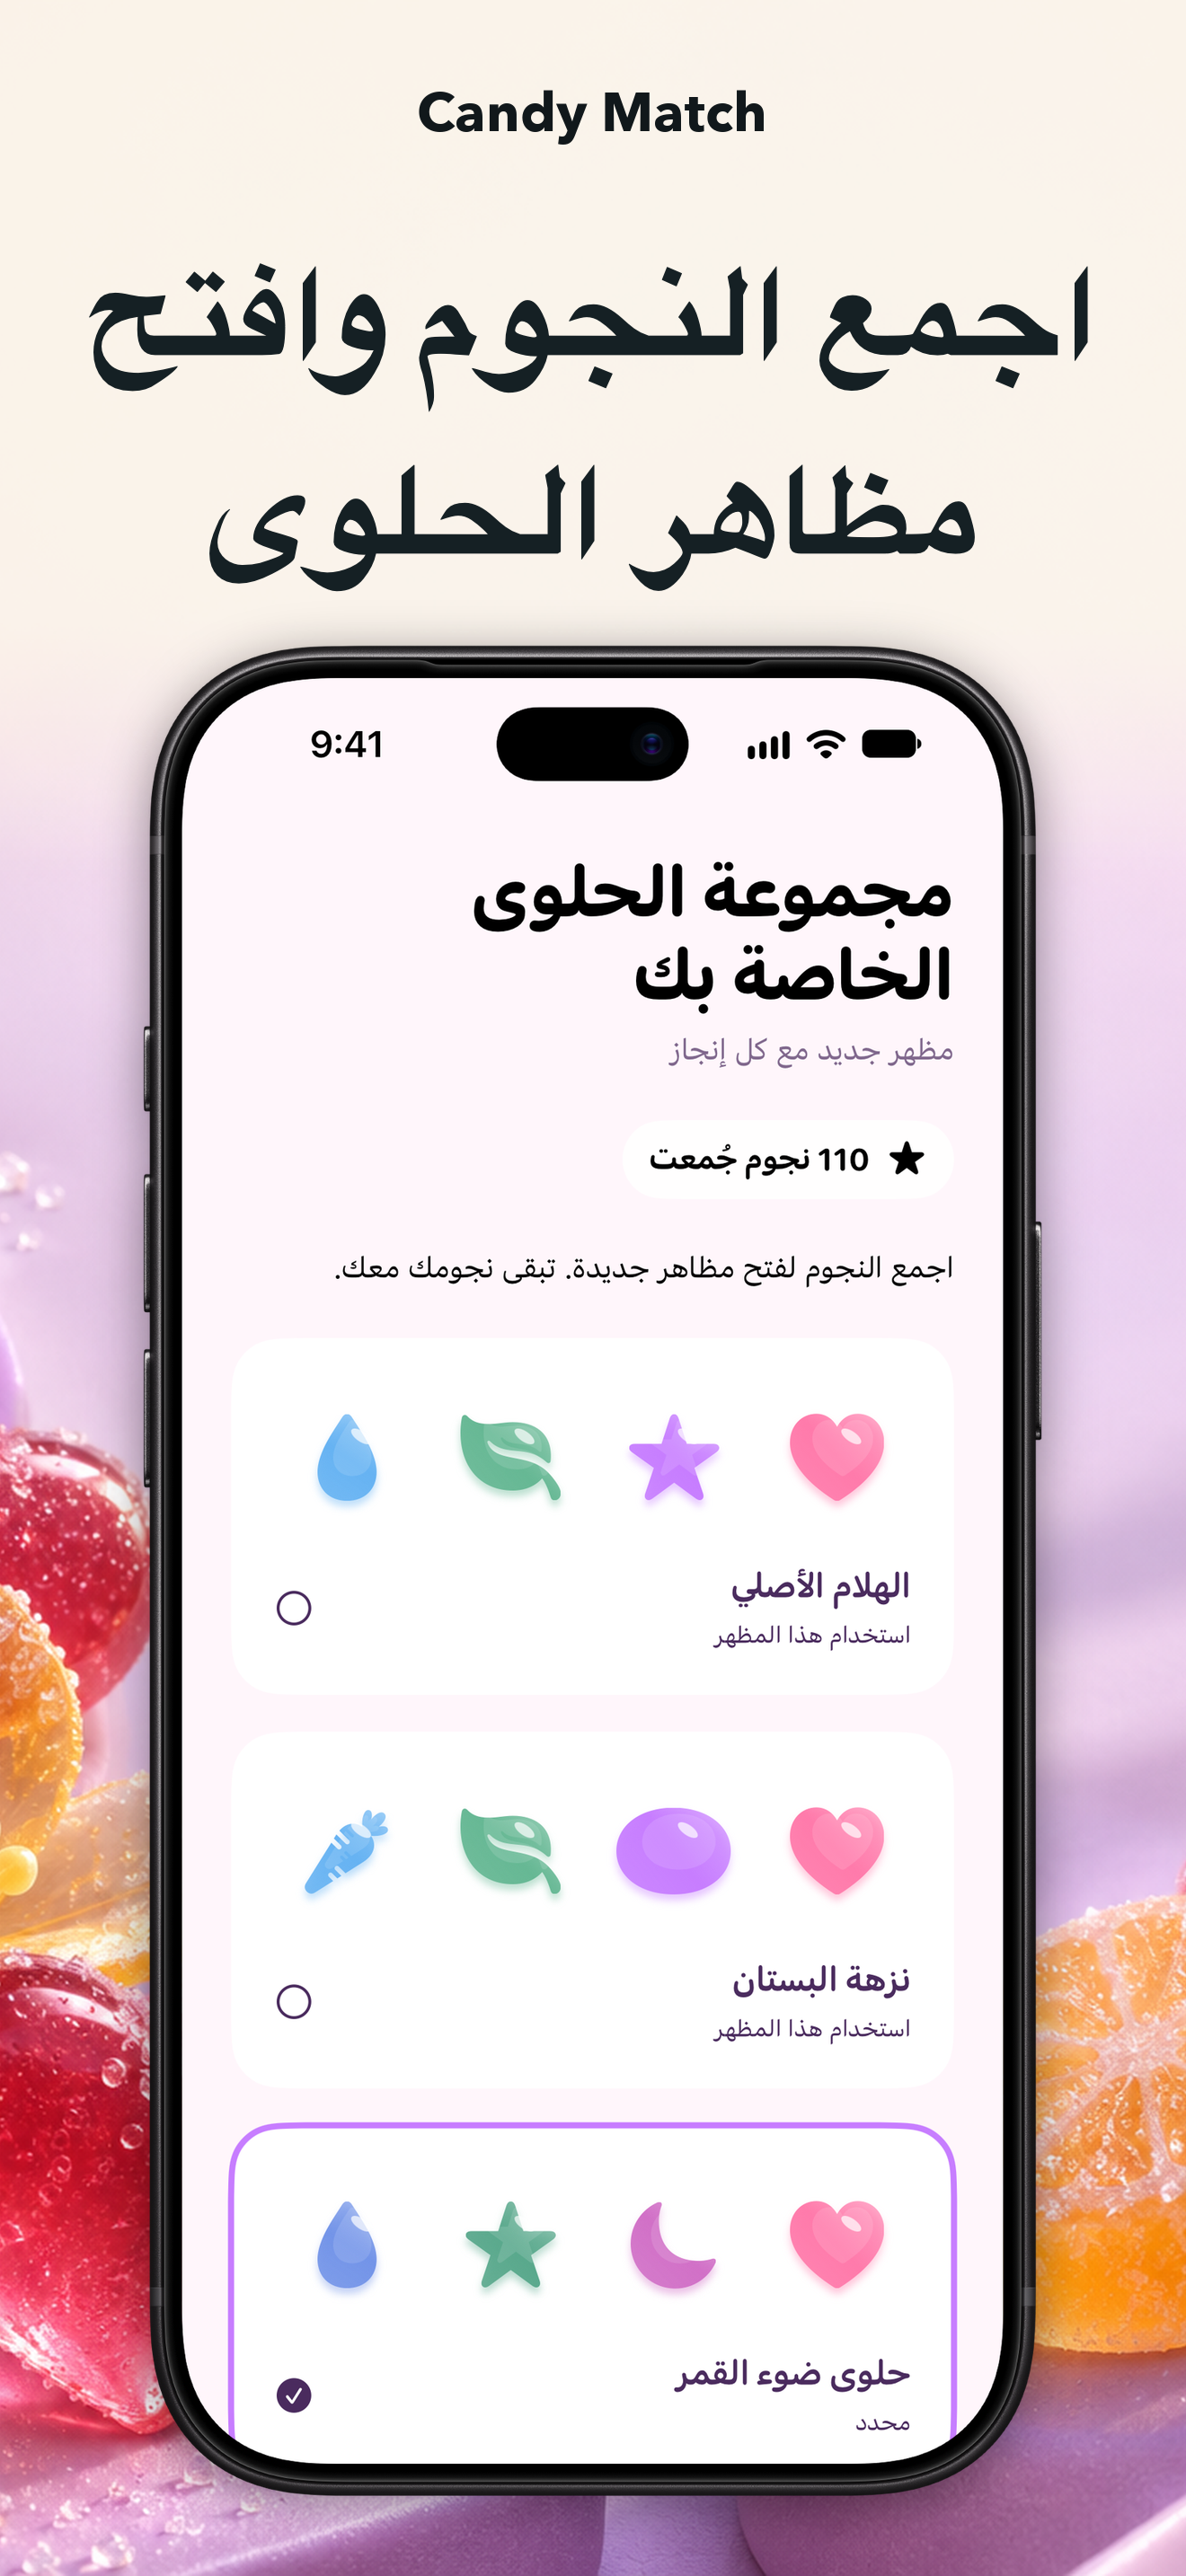 Candy Match
اجمع النجوم وافتح
مظاهر الحلوى
9:41
مجموعة الحلوى
الخاصة بك
مظهر جديد مع كل إنجاز
110 نجوم جُمعت
اجمع النجوم لفتح مظاهر جديدة. تبقى نجومك معك.
الهلام الأصلي
استخدام هذا المظهر
نزهة البستان
استخدام هذا المظهر
حلوى ضوء القمر
محدد